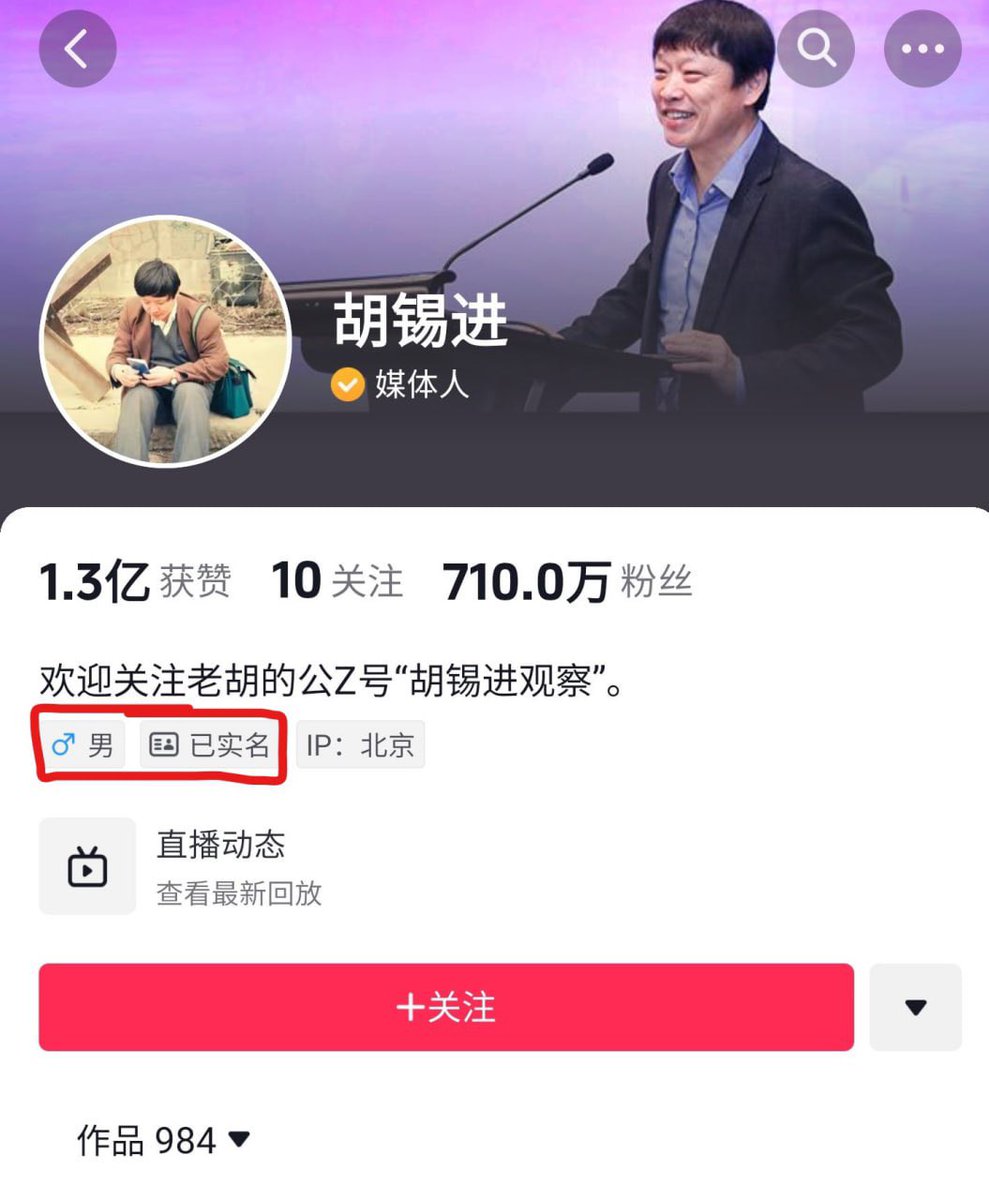 胡锡进
媒体人
1.3亿 获赞 10 关注 710.0万 粉丝
欢迎关注老胡的公Z号“胡锡进观察”。
♂ 男 已实名 IP：北京
直播动态
查看最新回放
+关注
作品 984